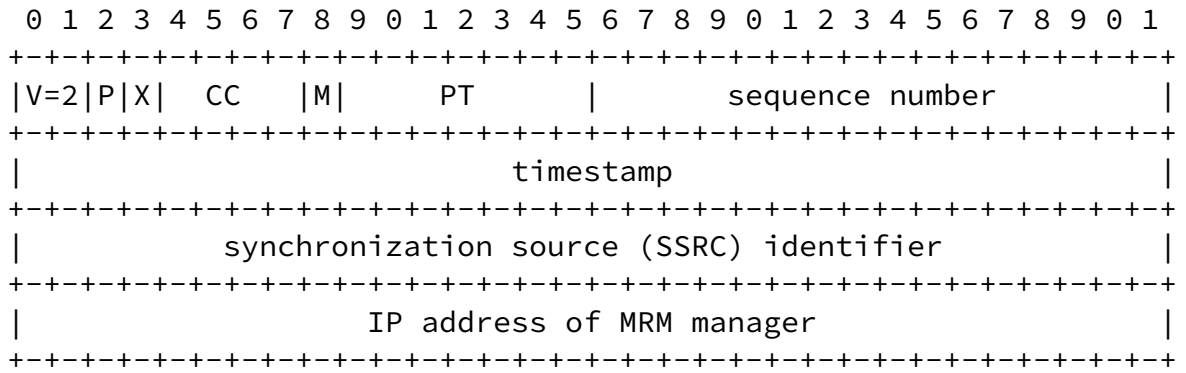 0 1 2 3 4 5 6 7 8 9 0 1 2 3 4 5 6 7 8 9 0 1 2 3 4 5 6 7 8 9 0 1
+-+-+-+-+-+-+-+-+-+-+-+-+-+-+-+-+-+-+-+-+-+-+-+-+-+-+-+-+-+-+-+-+
|V=2|P|X|  CC   |M|     PT      |       sequence number         |
+-+-+-+-+-+-+-+-+-+-+-+-+-+-+-+-+-+-+-+-+-+-+-+-+-+-+-+-+-+-+-+-+
|                           timestamp                           |
+-+-+-+-+-+-+-+-+-+-+-+-+-+-+-+-+-+-+-+-+-+-+-+-+-+-+-+-+-+-+-+-+
|           synchronization source (SSRC) identifier            |
+-+-+-+-+-+-+-+-+-+-+-+-+-+-+-+-+-+-+-+-+-+-+-+-+-+-+-+-+-+-+-+-+
|                   IP address of MRM manager                   |
+-+-+-+-+-+-+-+-+-+-+-+-+-+-+-+-+-+-+-+-+-+-+-+-+-+-+-+-+-+-+-+-+